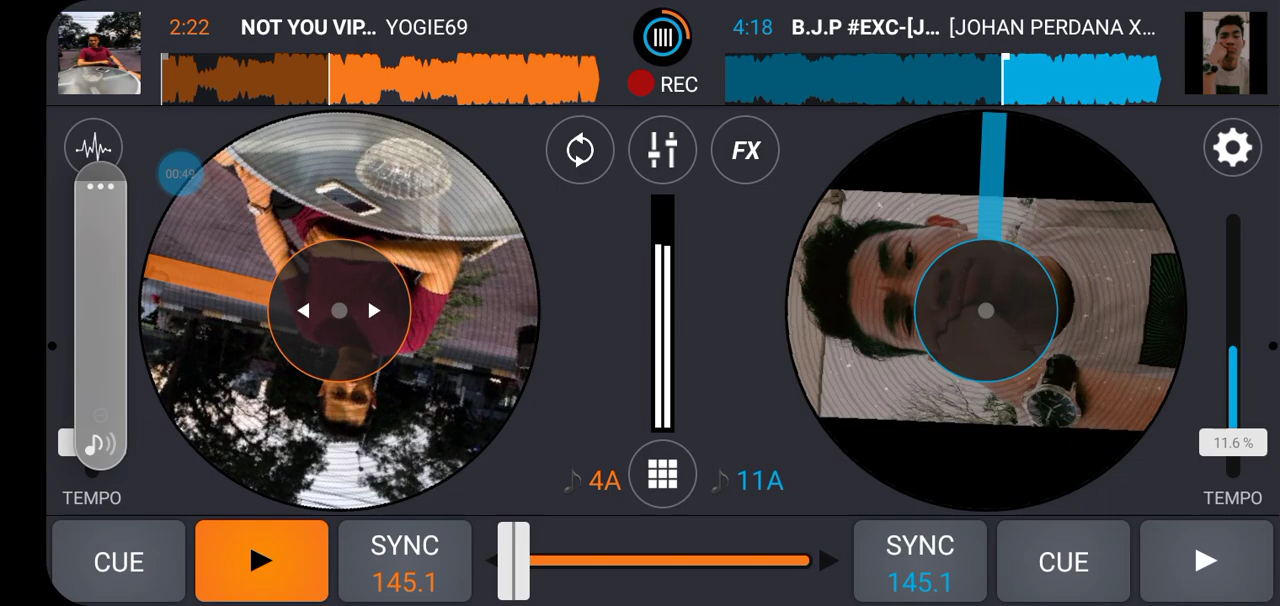 2:22 NOT YOU VIP... YOGIE69
REC
4:18 B.J.P #EXC-[J... [JOHAN PERDANA X...
00:49
FX
4A
11A
11.6 %
TEMPO
TEMPO
CUE
SYNC
145.1
SYNC
145.1
CUE